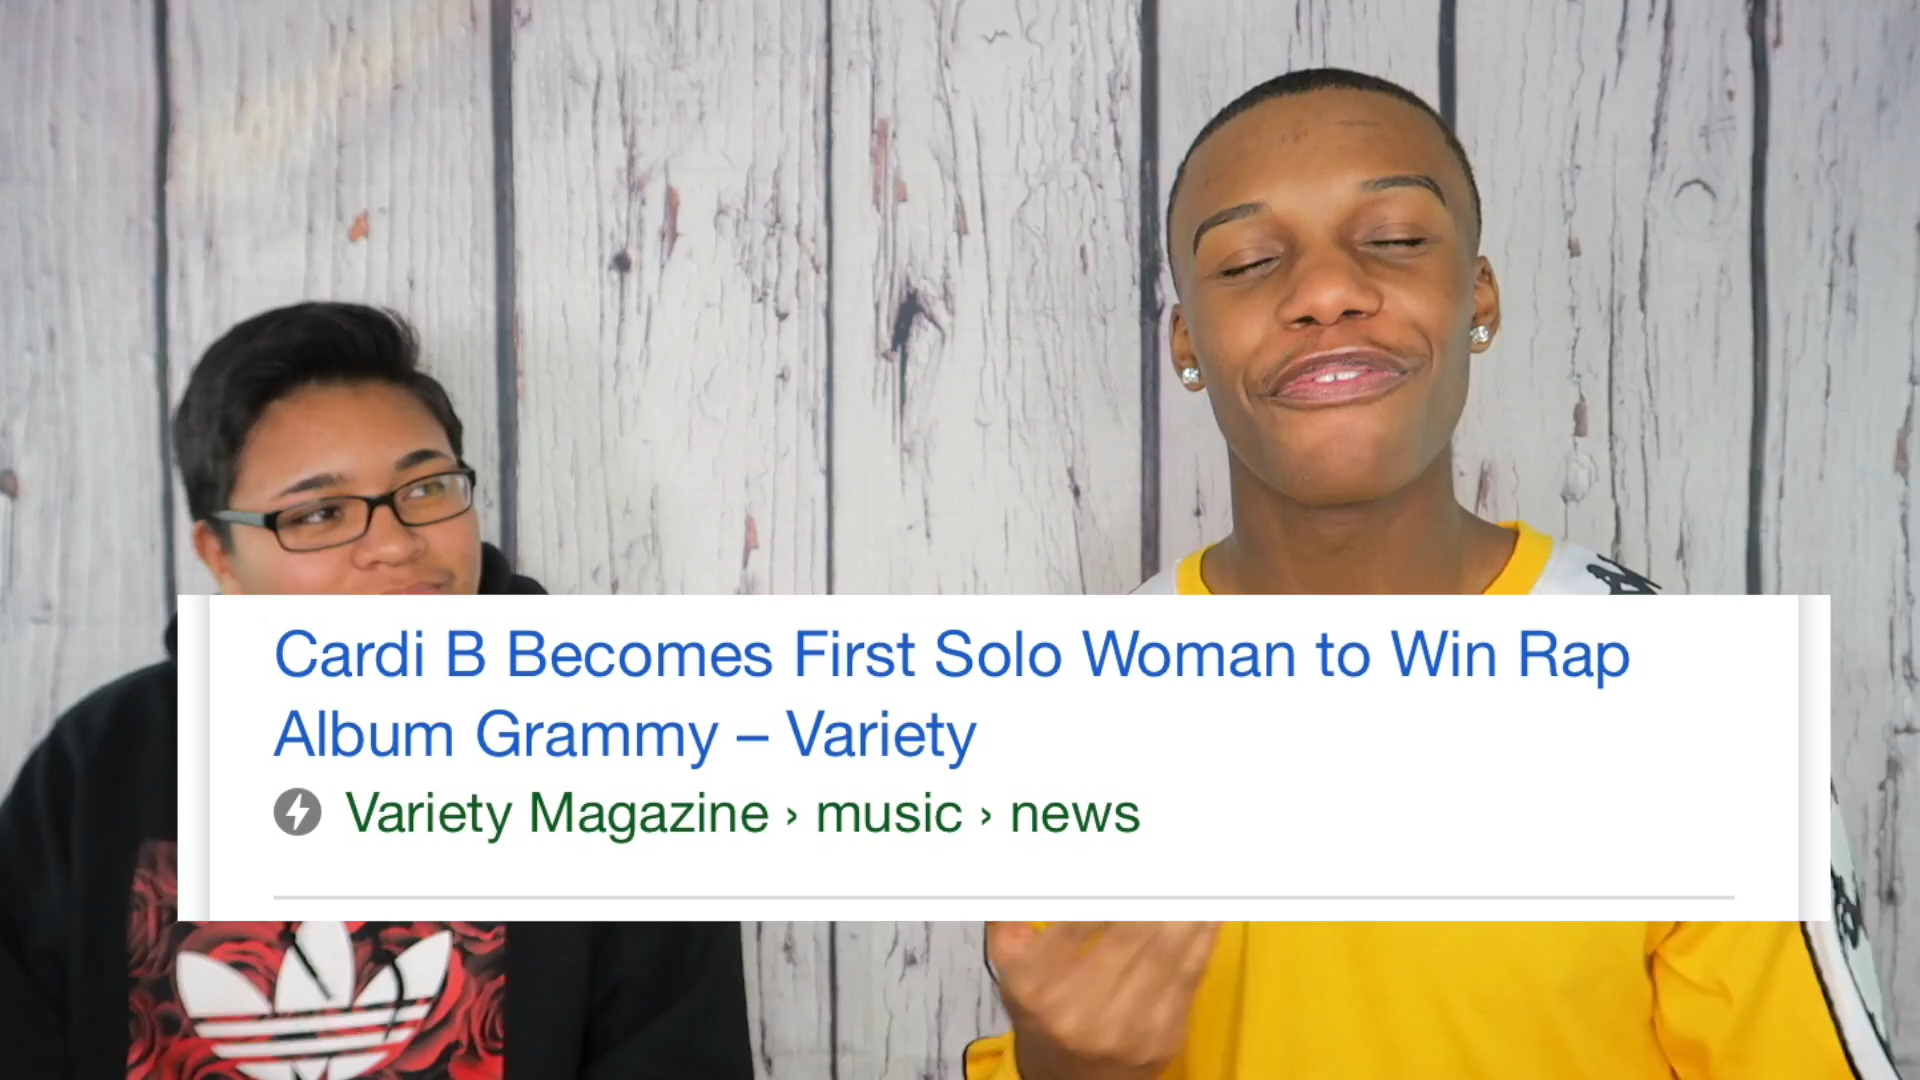 Cardi B Becomes First Solo Woman to Win Rap
Album Grammy – Variety
Variety Magazine › music › news